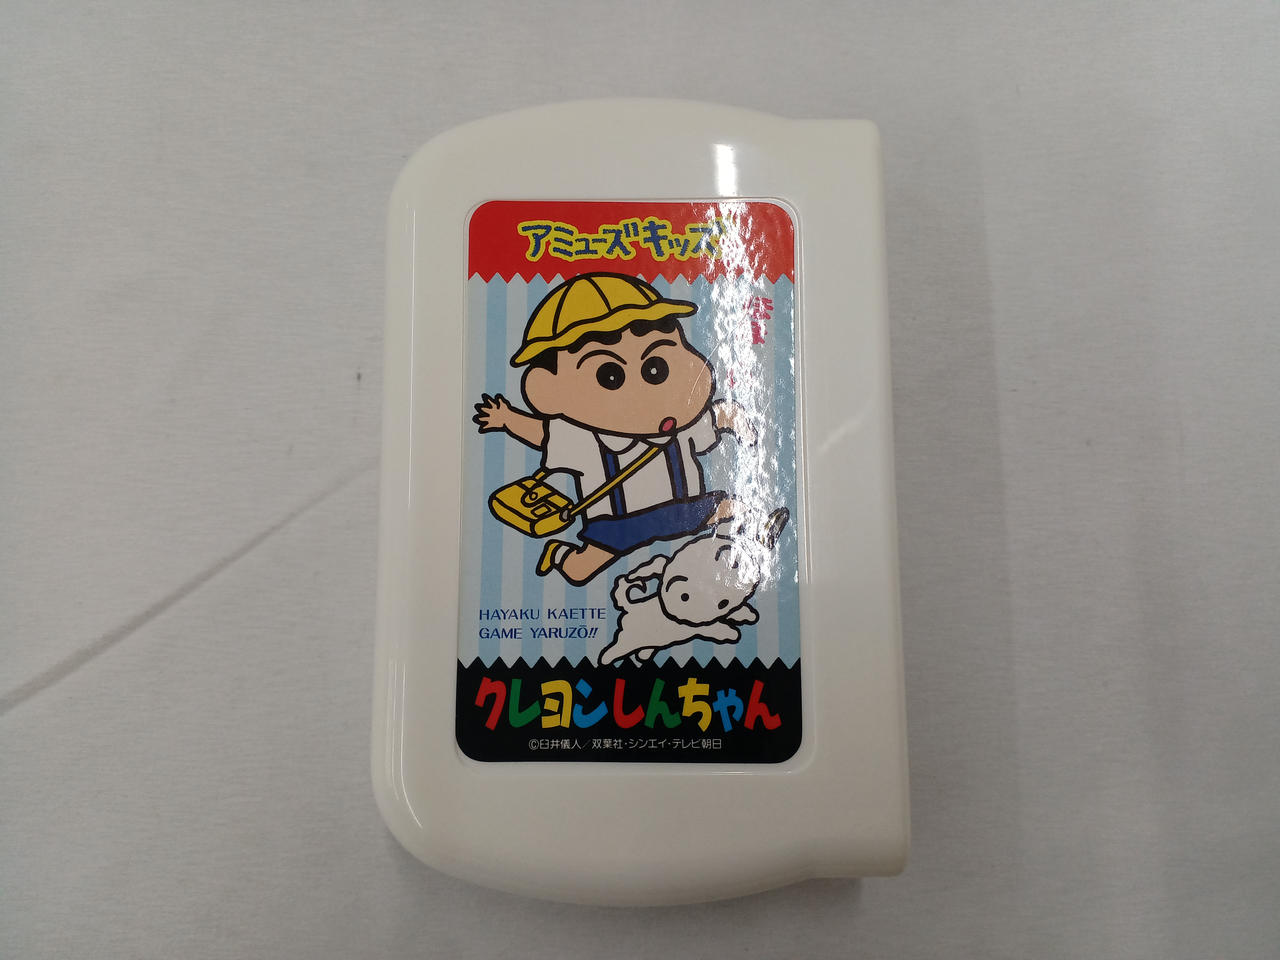 アミューズキッズ
HAYAKU KAETTE
GAME YARUZŌ!!
クレヨンしんちゃん
©臼井儀人／双葉社・シンエイ・テレビ朝日